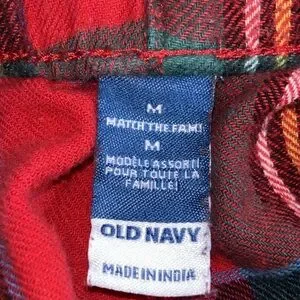 M
MATCH THE FAM!
M
MODÈLE ASSORTI
POUR TOUTE LA
FAMILLE!
OLD NAVY
MADE IN INDIA